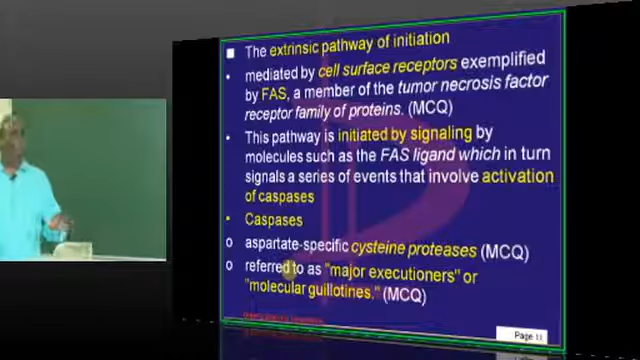 The extrinsic pathway of initiation
mediated by cell surface receptors exemplified
by FAS, a member of the tumor necrosis factor
receptor family of proteins. (MCQ)
This pathway is initiated by signaling by
molecules such as the FAS ligand which in turn
signals a series of events that involve activation
of caspases
Caspases
aspartate-specific cysteine proteases (MCQ)
referred to as "major executioners" or
"molecular guillotines." (MCQ)
Page 11